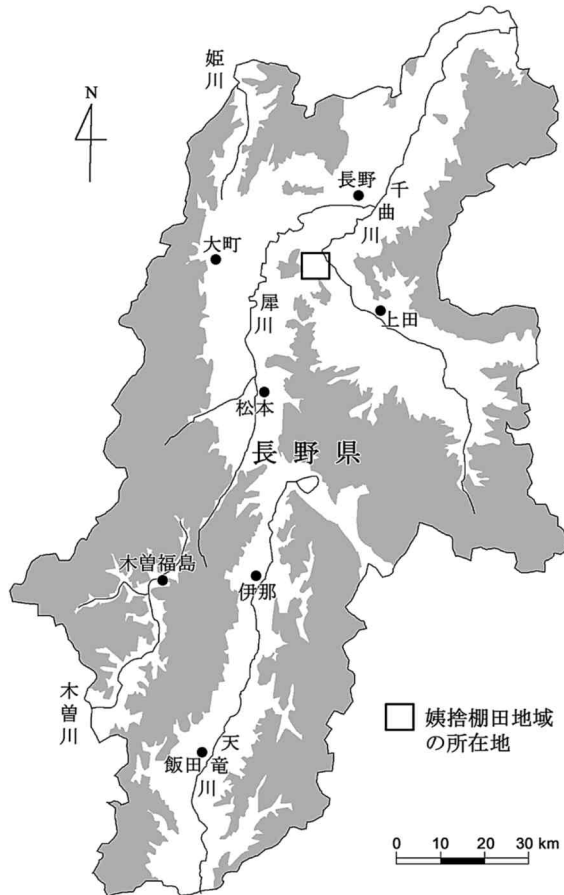 姫川
N
長野
千曲川
大町
犀川
上田
松本
長野県
木曽福島
伊那
木曽川
姨捨棚田地域
の所在地
飯田
天竜川
0 10 20 30 km